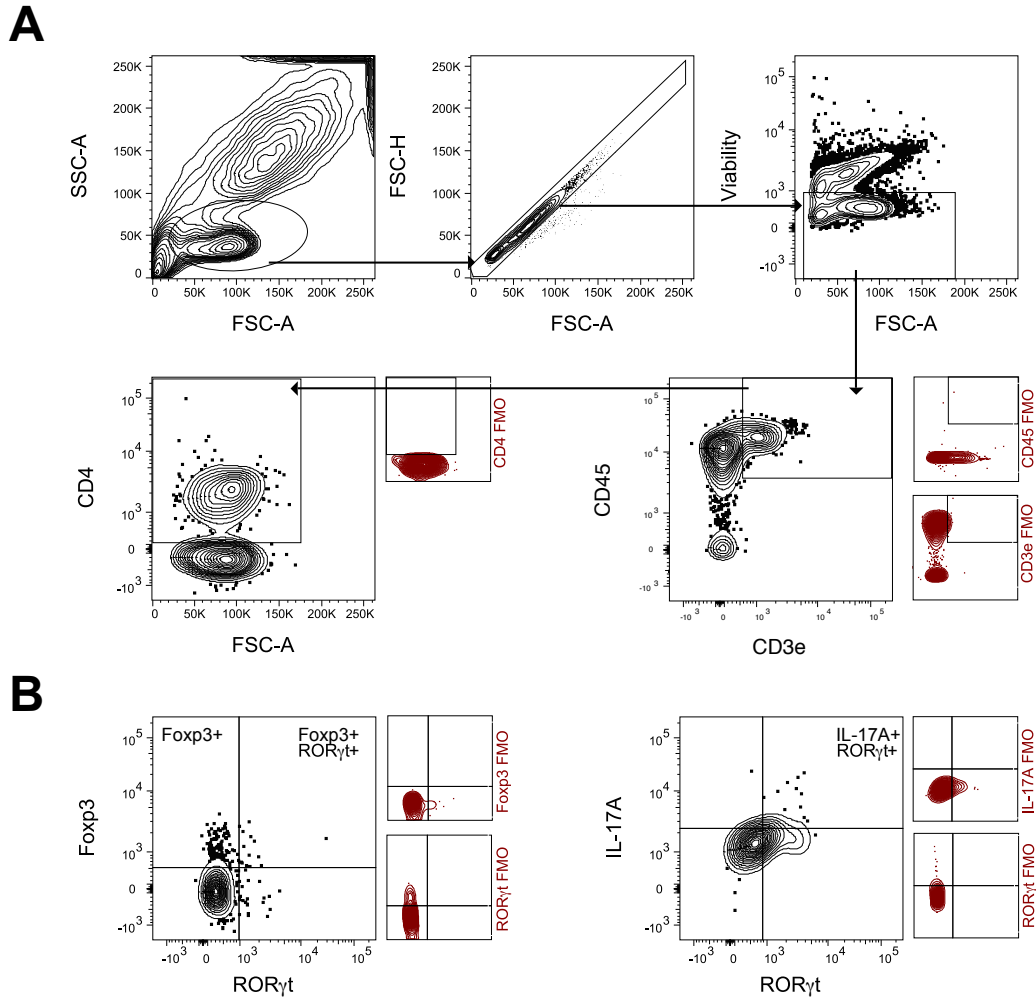 A
SSC-A
250K
200K
150K
100K
50K
0
0 50K 100K 150K 200K 250K
FSC-A
FSC-H
250K
200K
150K
100K
50K
0
0 50K 100K 150K 200K 250K
FSC-A
Viability
10^5
10^4
10^3
0
-10^3
0 50K 100K 150K 200K 250K
FSC-A
CD4
10^5
10^4
10^3
0
-10^3
0 50K 100K 150K 200K 250K
FSC-A
CD4 FMO
CD45
10^5
10^4
10^3
0
-10^3
-10^3 0 10^3 10^4 10^5
CD3e
CD45 FMO
CD3e FMO
B
Foxp3
10^5
10^4
10^3
0
-10^3
Foxp3+
Foxp3+
RORγt+
0 10^3 10^4 10^5
RORγt
Foxp3 FMO
RORγt FMO
IL-17A
10^5
10^4
10^3
0
-10^3
IL-17A+
RORγt+
-10^3 0 10^3 10^4 10^5
RORγt
IL-17A FMO
RORγt FMO